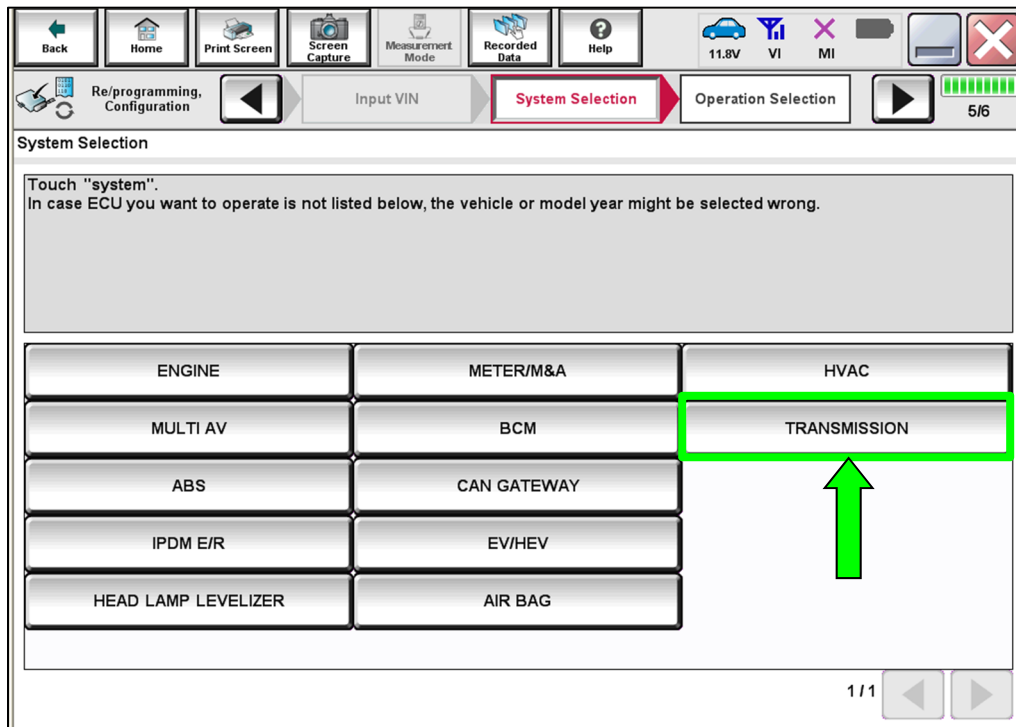 Back
Home
Print Screen
Screen
Capture
Measurement
Mode
Recorded
Data
Help
11.8V
VI
MI
Re/programming,
Configuration
Input VIN
System Selection
Operation Selection
5/6
System Selection
Touch "system".
In case ECU you want to operate is not listed below, the vehicle or model year might be selected wrong.
ENGINE
METER/M&A
HVAC
MULTI AV
BCM
TRANSMISSION
ABS
CAN GATEWAY
IPDM E/R
EV/HEV
HEAD LAMP LEVELIZER
AIR BAG
1/1